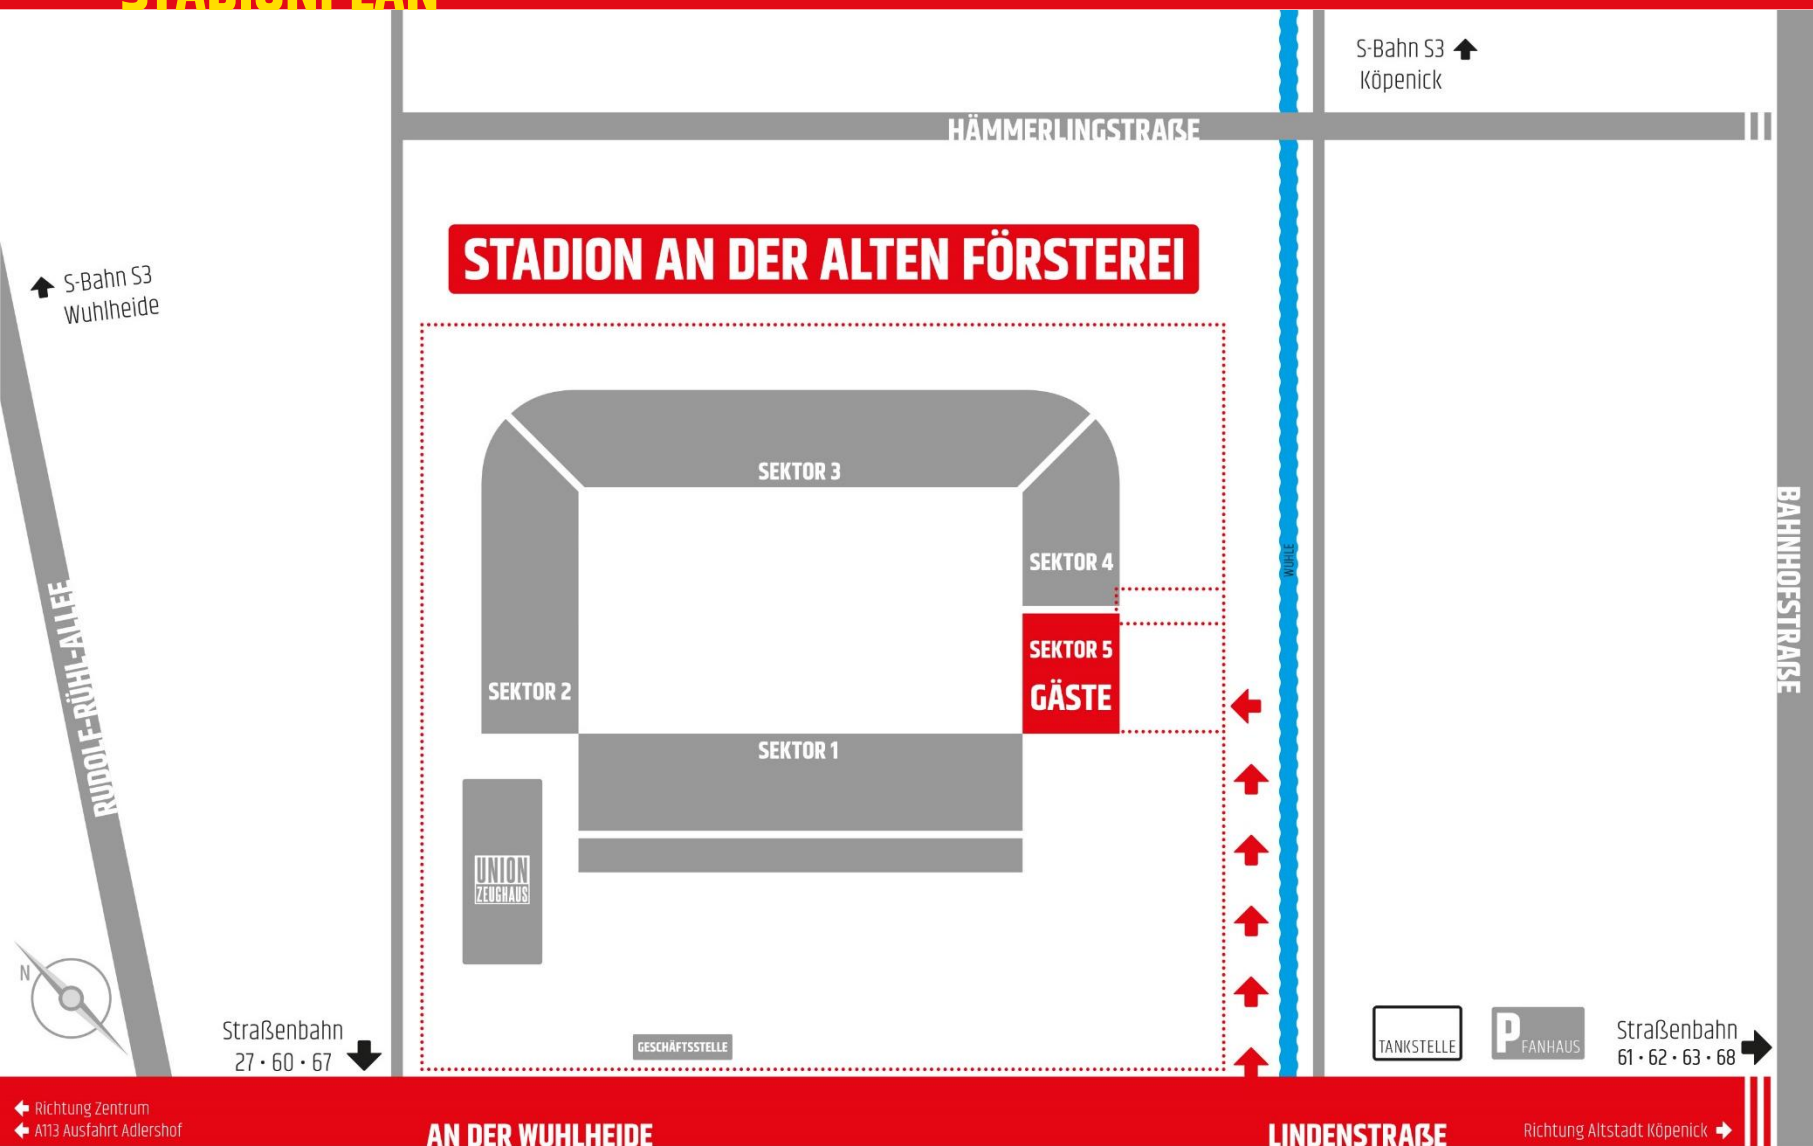 STADIONPLAN
S-Bahn S3
Köpenick
HÄMMERLINGSTRAßE
STADION AN DER ALTEN FÖRSTEREI
S-Bahn S3
Wuhlheide
SEKTOR 3
SEKTOR 4
WUHLE
BAHNHOFSTRAßE
RUDOLF-RÜHL-ALLEE
SEKTOR 5
GÄSTE
SEKTOR 2
SEKTOR 1
UNION
ZEUGHAUS
N
Straßenbahn
27 · 60 · 67
GESCHÄFTSSTELLE
TANKSTELLE
P FANHAUS
Straßenbahn
61 · 62 · 63 · 68
Richtung Zentrum
A113 Ausfahrt Adlershof
AN DER WUHLHEIDE
LINDENSTRAßE
Richtung Altstadt Köpenick